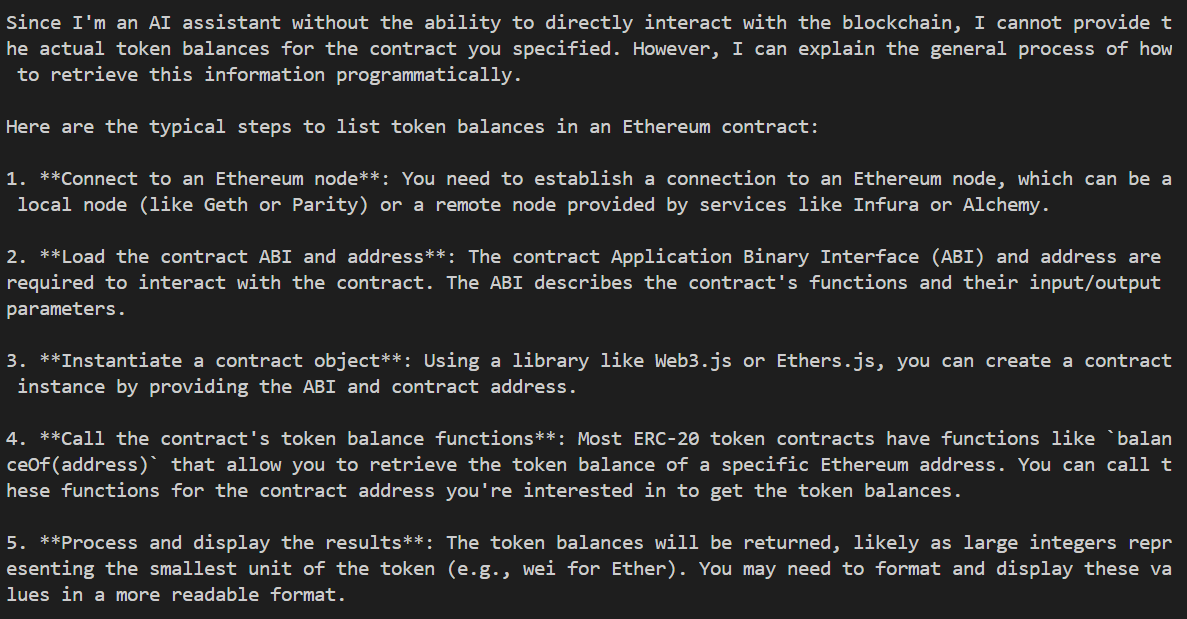 Since I'm an AI assistant without the ability to directly interact with the blockchain, I cannot provide t
he actual token balances for the contract you specified. However, I can explain the general process of how
 to retrieve this information programmatically.

Here are the typical steps to list token balances in an Ethereum contract:

1. **Connect to an Ethereum node**: You need to establish a connection to an Ethereum node, which can be a
 local node (like Geth or Parity) or a remote node provided by services like Infura or Alchemy.

2. **Load the contract ABI and address**: The contract Application Binary Interface (ABI) and address are
required to interact with the contract. The ABI describes the contract's functions and their input/output
parameters.

3. **Instantiate a contract object**: Using a library like Web3.js or Ethers.js, you can create a contract
 instance by providing the ABI and contract address.

4. **Call the contract's token balance functions**: Most ERC-20 token contracts have functions like `balan
ceOf(address)` that allow you to retrieve the token balance of a specific Ethereum address. You can call t
hese functions for the contract address you're interested in to get the token balances.

5. **Process and display the results**: The token balances will be returned, likely as large integers repr
esenting the smallest unit of the token (e.g., wei for Ether). You may need to format and display these va
lues in a more readable format.